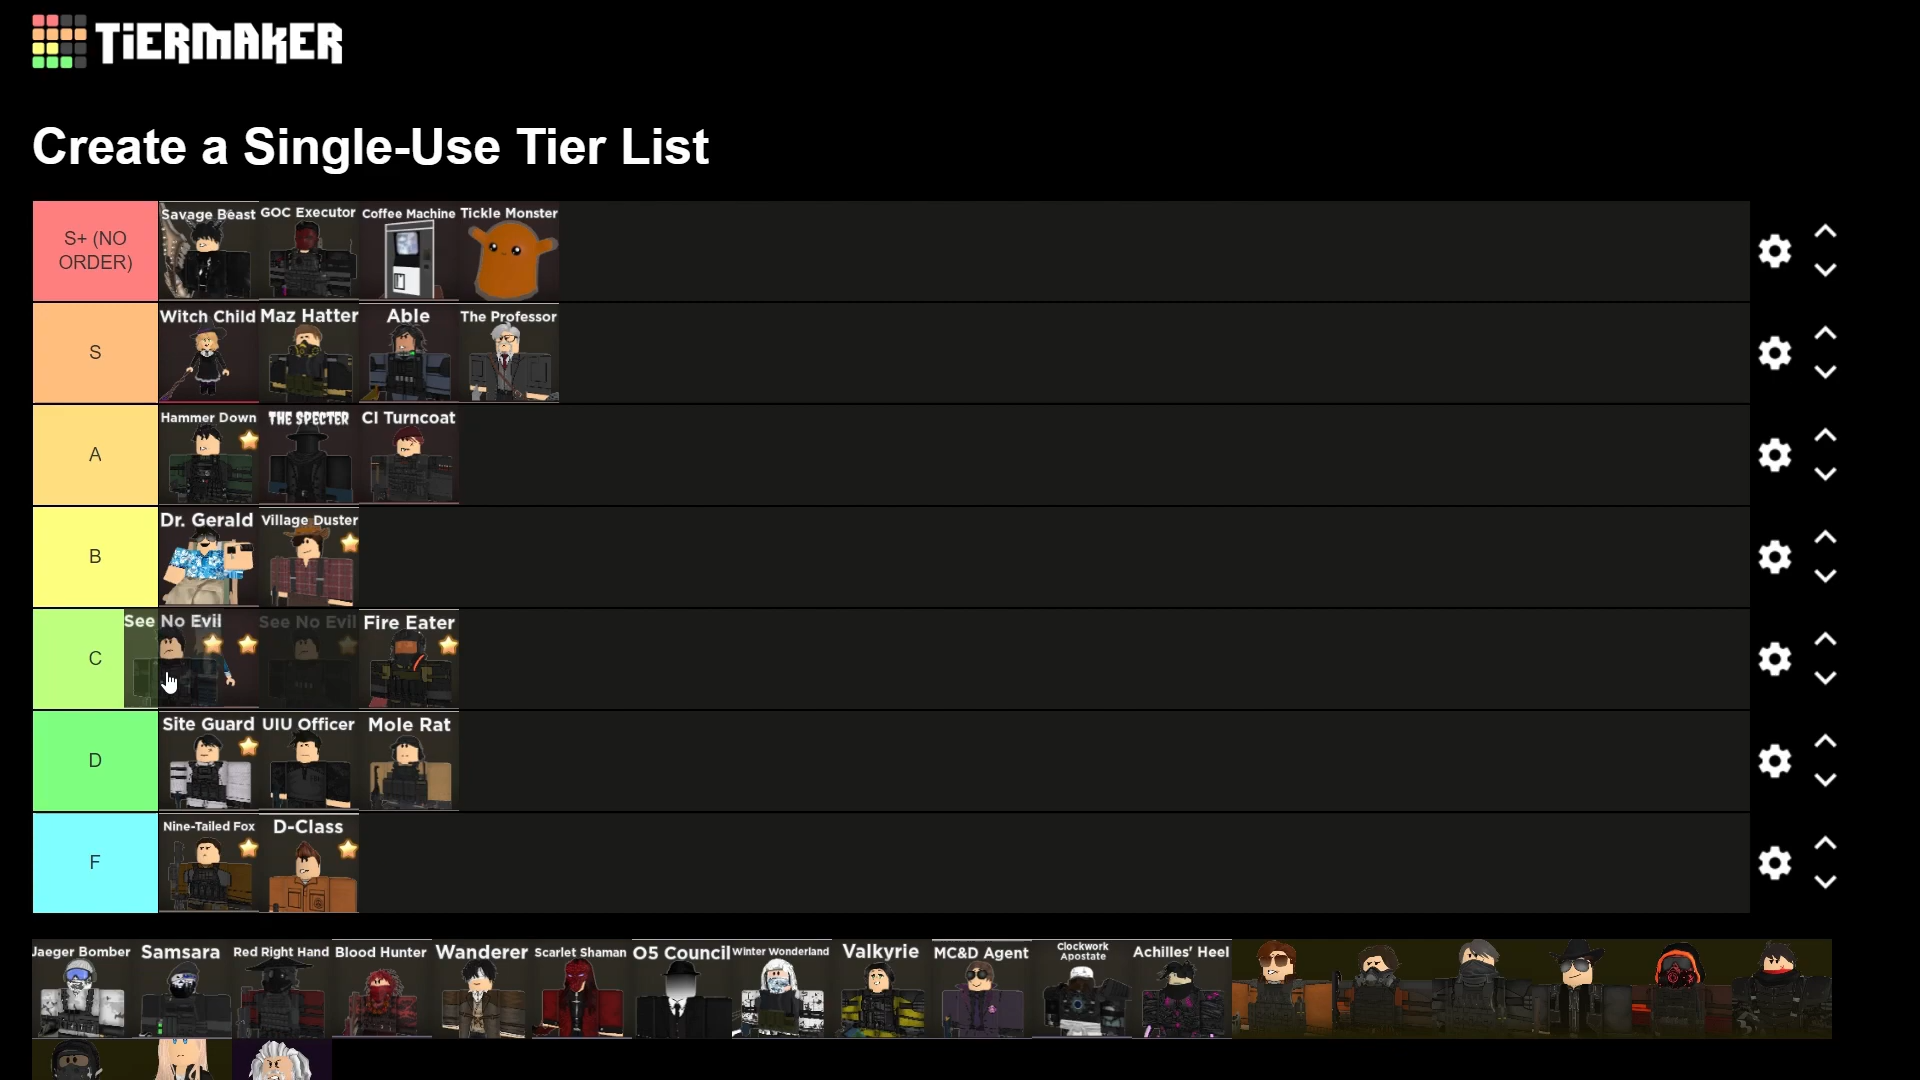 TiERMAKER
Create a Single-Use Tier List
S+ (NO
ORDER)
Savage Beast
GOC Executor
Coffee Machine
Tickle Monster
S
Witch Child
Maz Hatter
Able
The Professor
A
Hammer Down
THE SPECTER
CI Turncoat
B
Dr. Gerald
Village Duster
C
See No Evil
See No Evil
Fire Eater
D
Site Guard
UIU Officer
Mole Rat
F
Nine-Tailed Fox
D-Class
Jaeger Bomber
Samsara
Red Right Hand
Blood Hunter
Wanderer
Scarlet Shaman
O5 Council
Winter Wonderland
Valkyrie
MC&D Agent
Clockwork
Apostate
Achilles' Heel